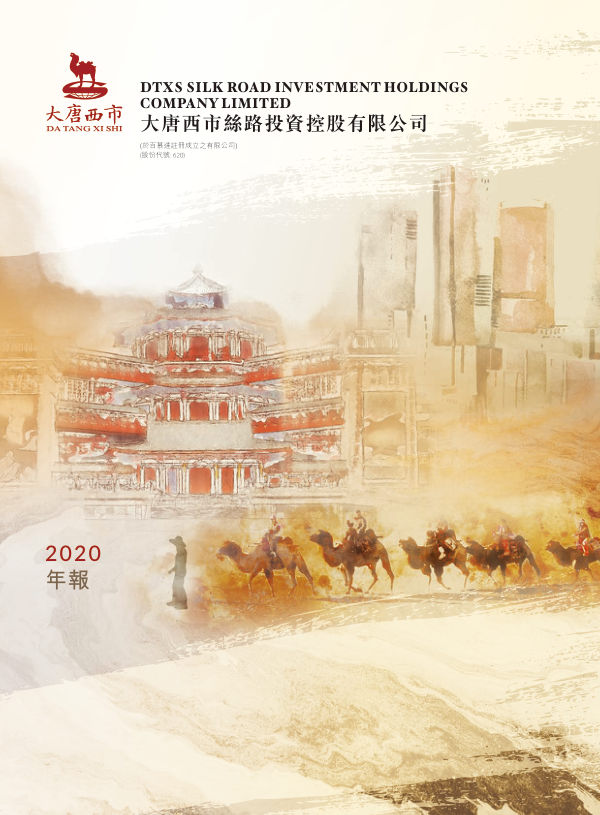 大唐西市
DA TANG XI SHI
DTXS SILK ROAD INVESTMENT HOLDINGS
COMPANY LIMITED
大唐西市絲路投資控股有限公司
(於百慕達註冊成立之有限公司)
(股份代號: 620)
2020
年報